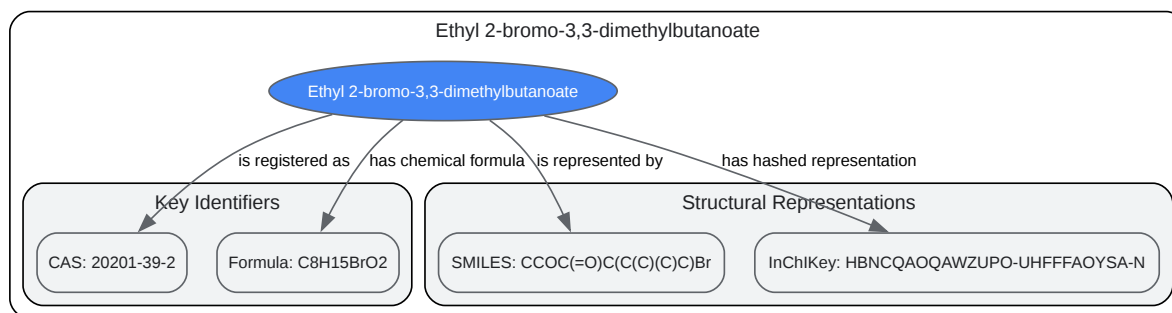 Ethyl 2-bromo-3,3-dimethylbutanoate
Ethyl 2-bromo-3,3-dimethylbutanoate
is registered as
has chemical formula
is represented by
has hashed representation
Key Identifiers
Structural Representations
CAS: 20201-39-2
Formula: C8H15BrO2
SMILES: CCOC(=O)C(C(C)(C)C)Br
InChIKey: HBNCQAOQAWZUPO-UHFFFAOYSA-N